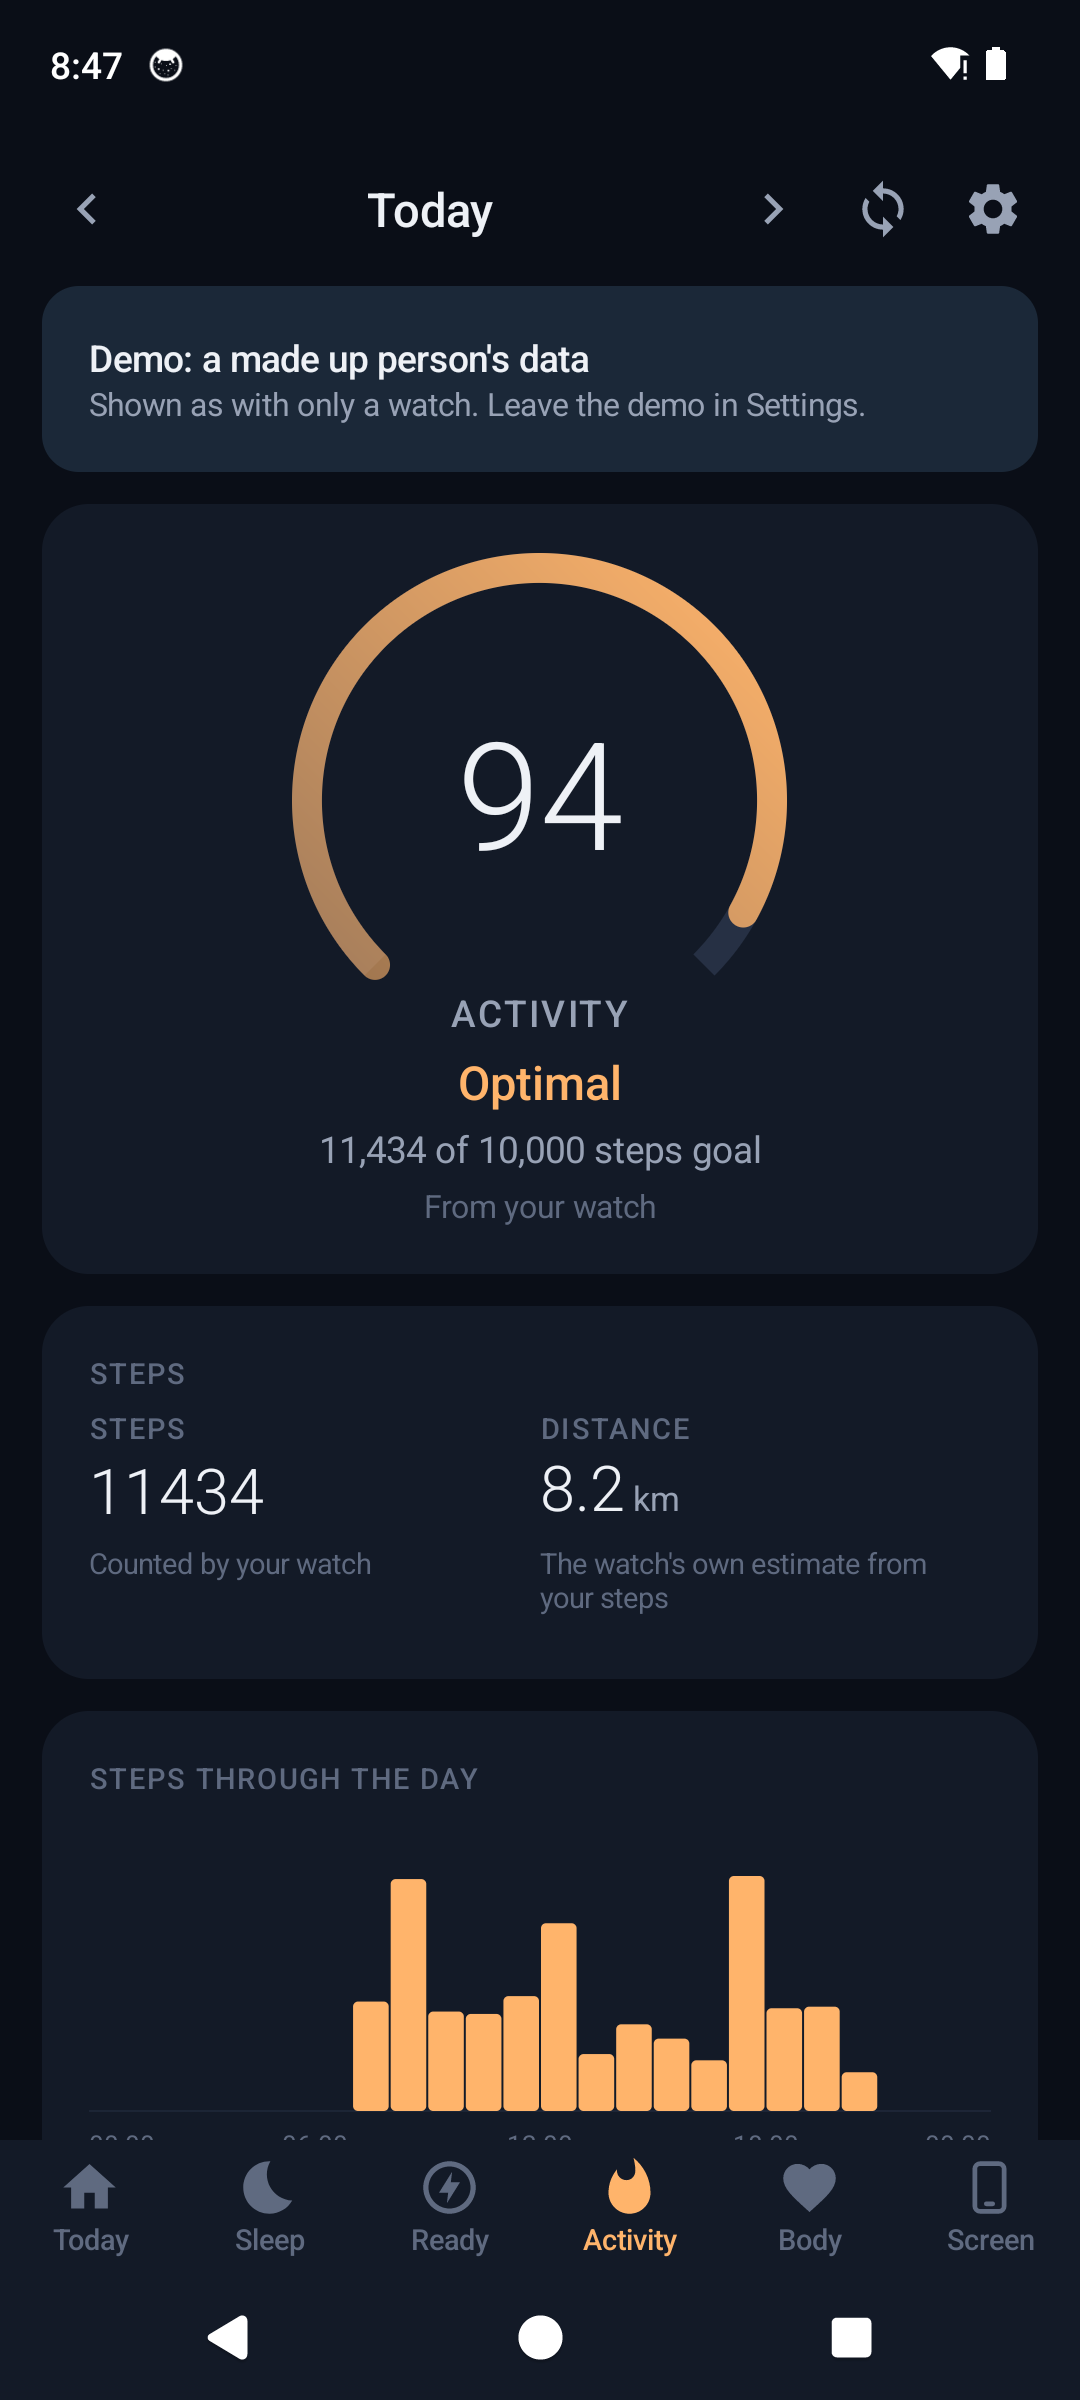 8:47
Today
Demo: a made up person's data
Shown as with only a watch. Leave the demo in Settings.
94
ACTIVITY
Optimal
11,434 of 10,000 steps goal
From your watch
STEPS
STEPS
DISTANCE
11434
8.2 km
Counted by your watch
The watch's own estimate from
your steps
STEPS THROUGH THE DAY
Today
Sleep
Ready
Activity
Body
Screen